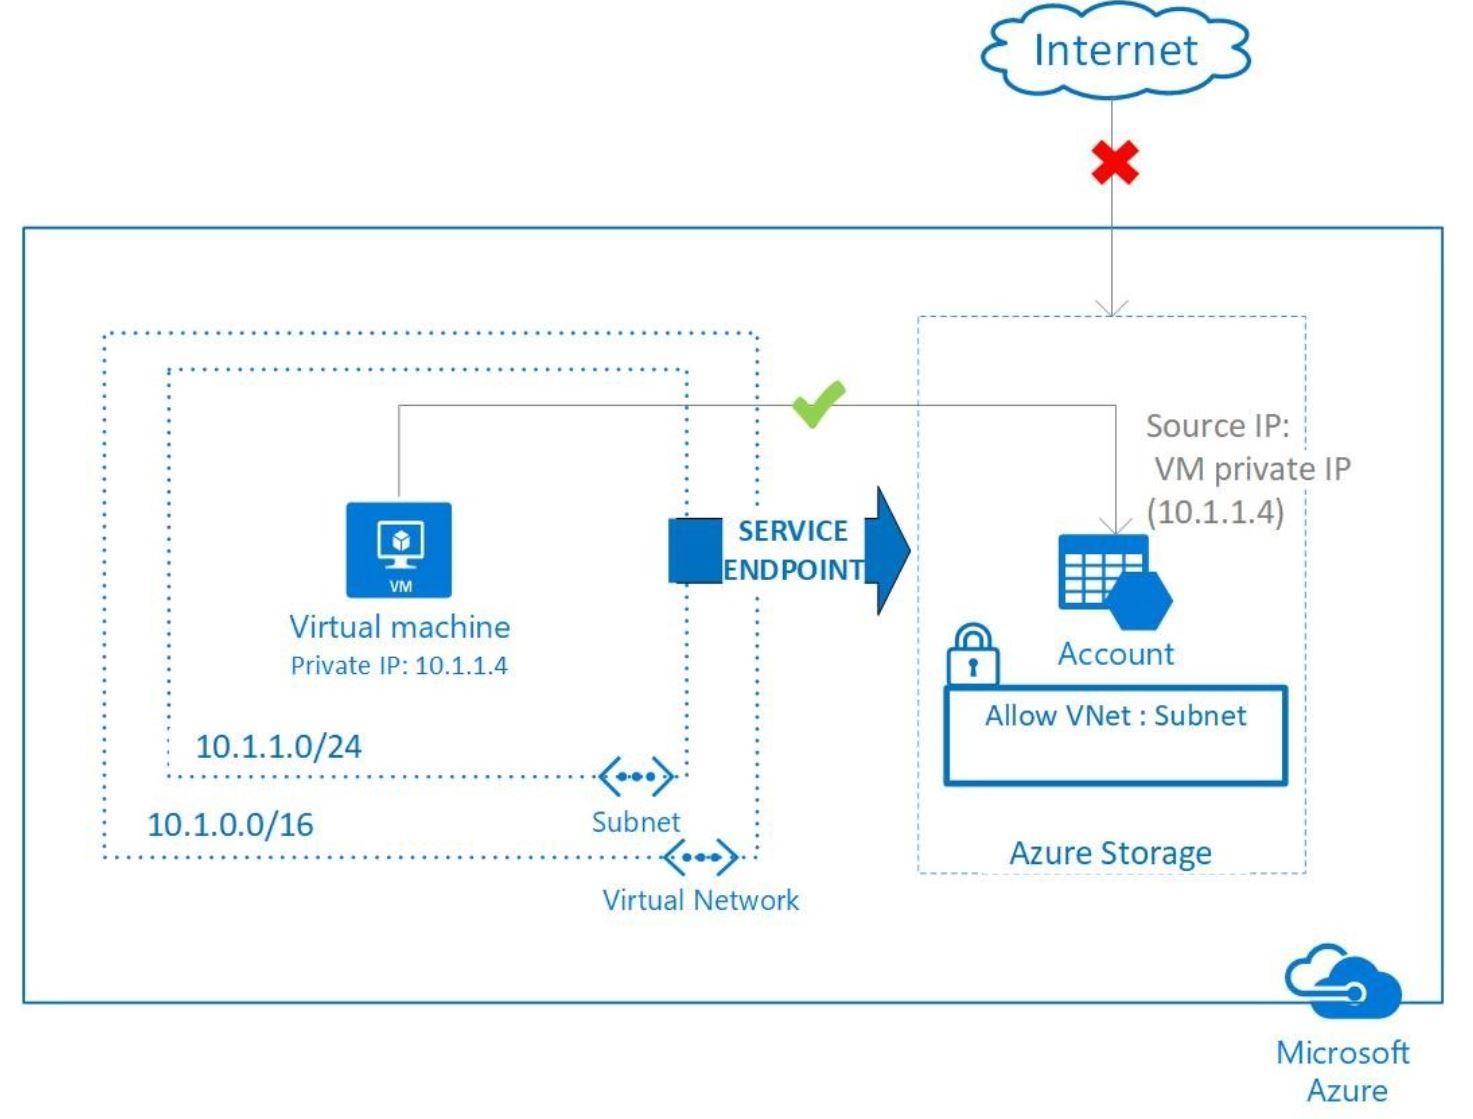 Internet
Source IP:
VM private IP
(10.1.1.4)
SERVICE
ENDPOINT
VM
Virtual machine
Private IP: 10.1.1.4
Account
Allow VNet : Subnet
10.1.1.0/24
10.1.0.0/16
Subnet
Azure Storage
Virtual Network
Microsoft
Azure